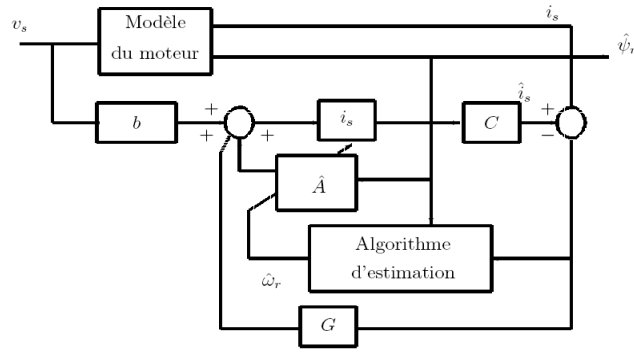 v_s
Modèle
du moteur
i_s
ψ̂_r
b
+
+
+
i_s
C
î_s
+
−
Â
Algorithme
d'estimation
ω̂_r
G